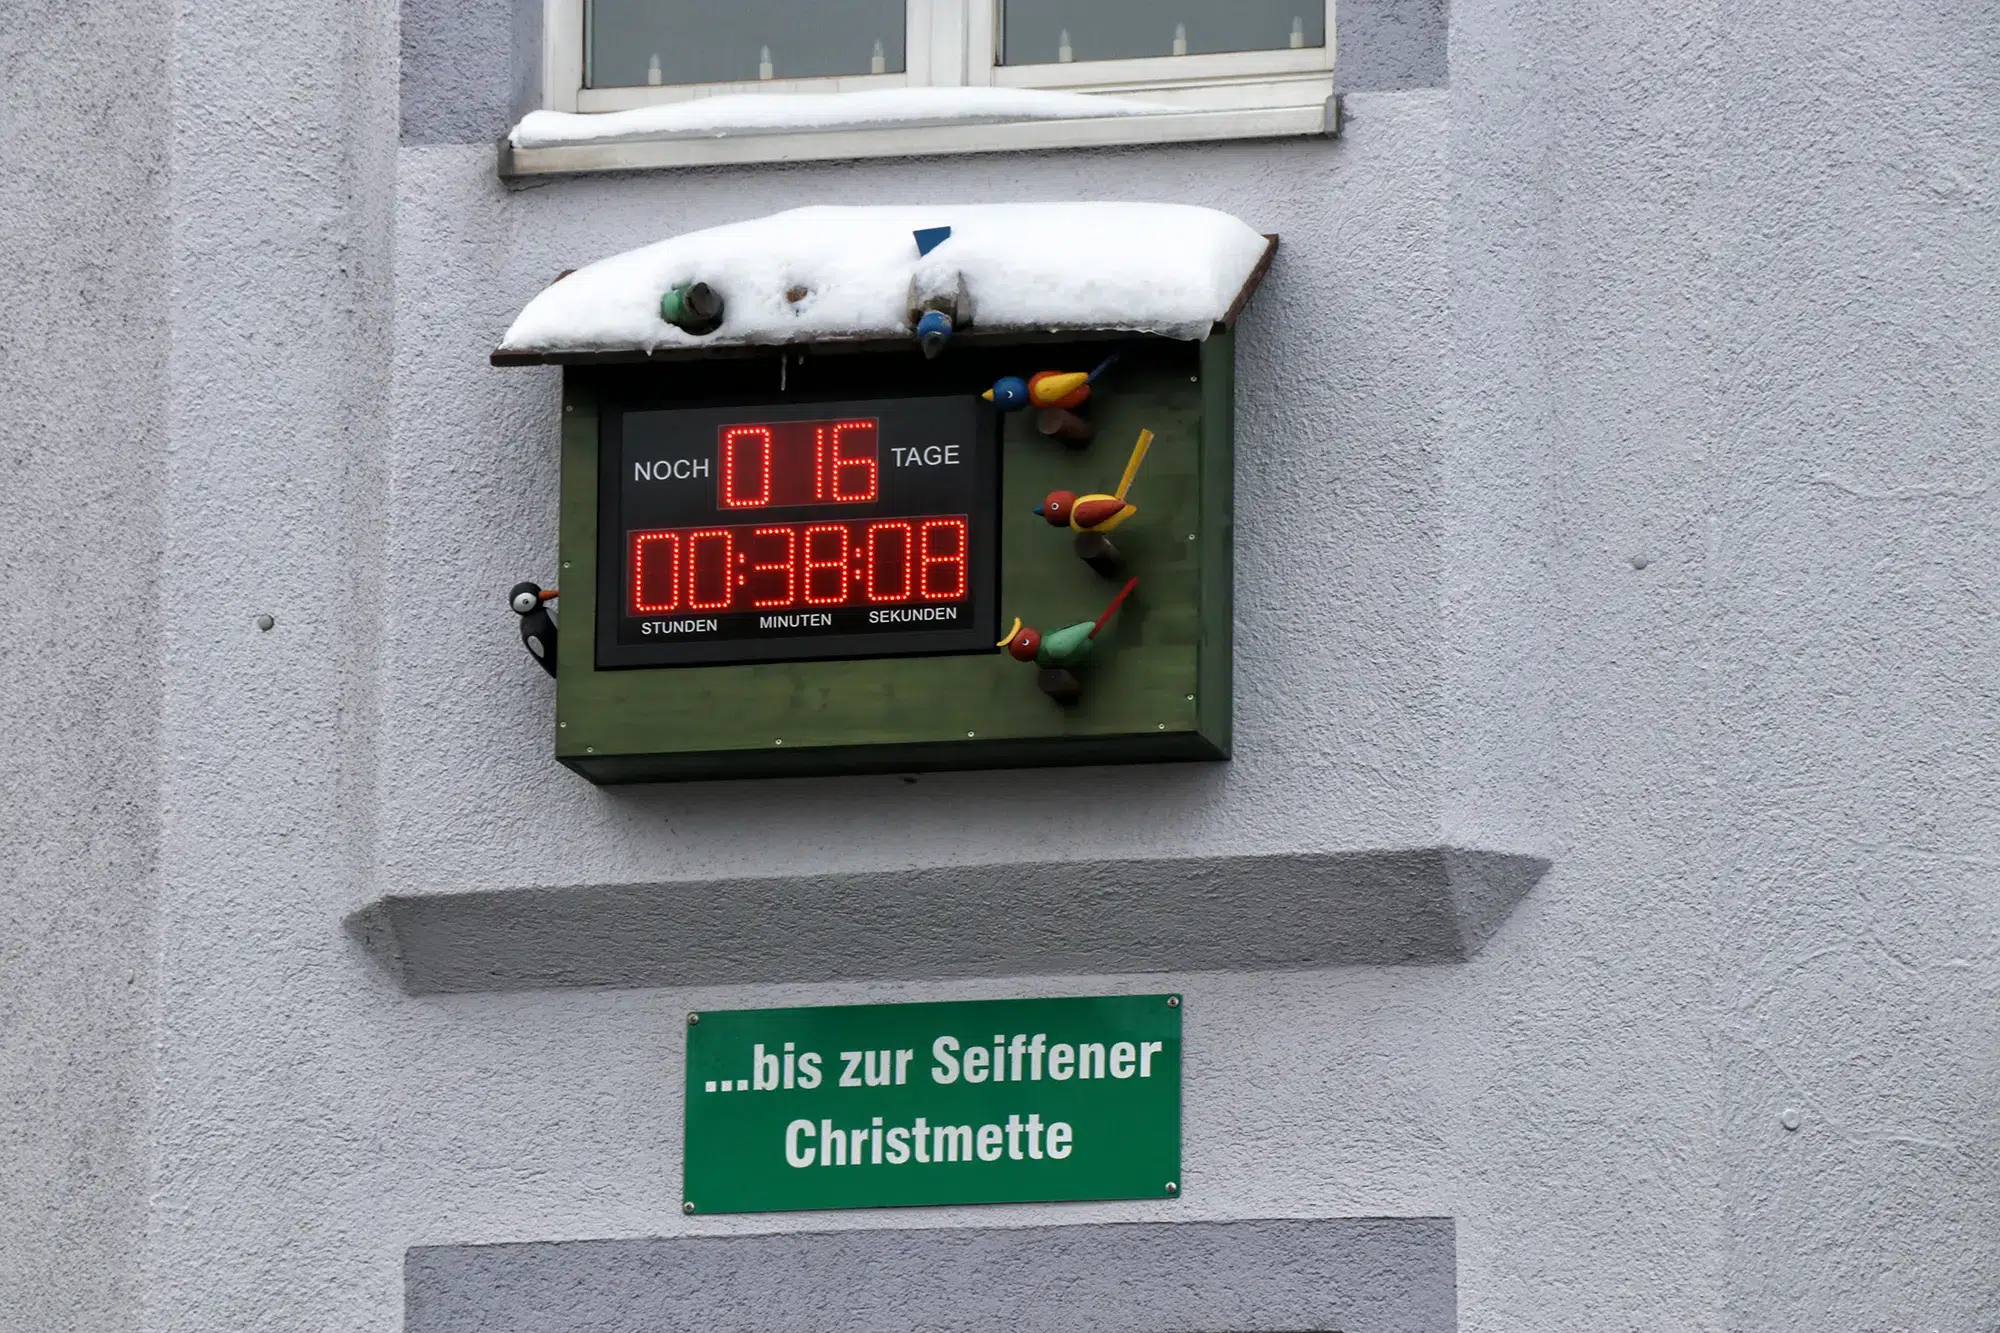 NOCH 016 TAGE
00:38:08
STUNDEN MINUTEN SEKUNDEN
...bis zur Seiffener
Christmette